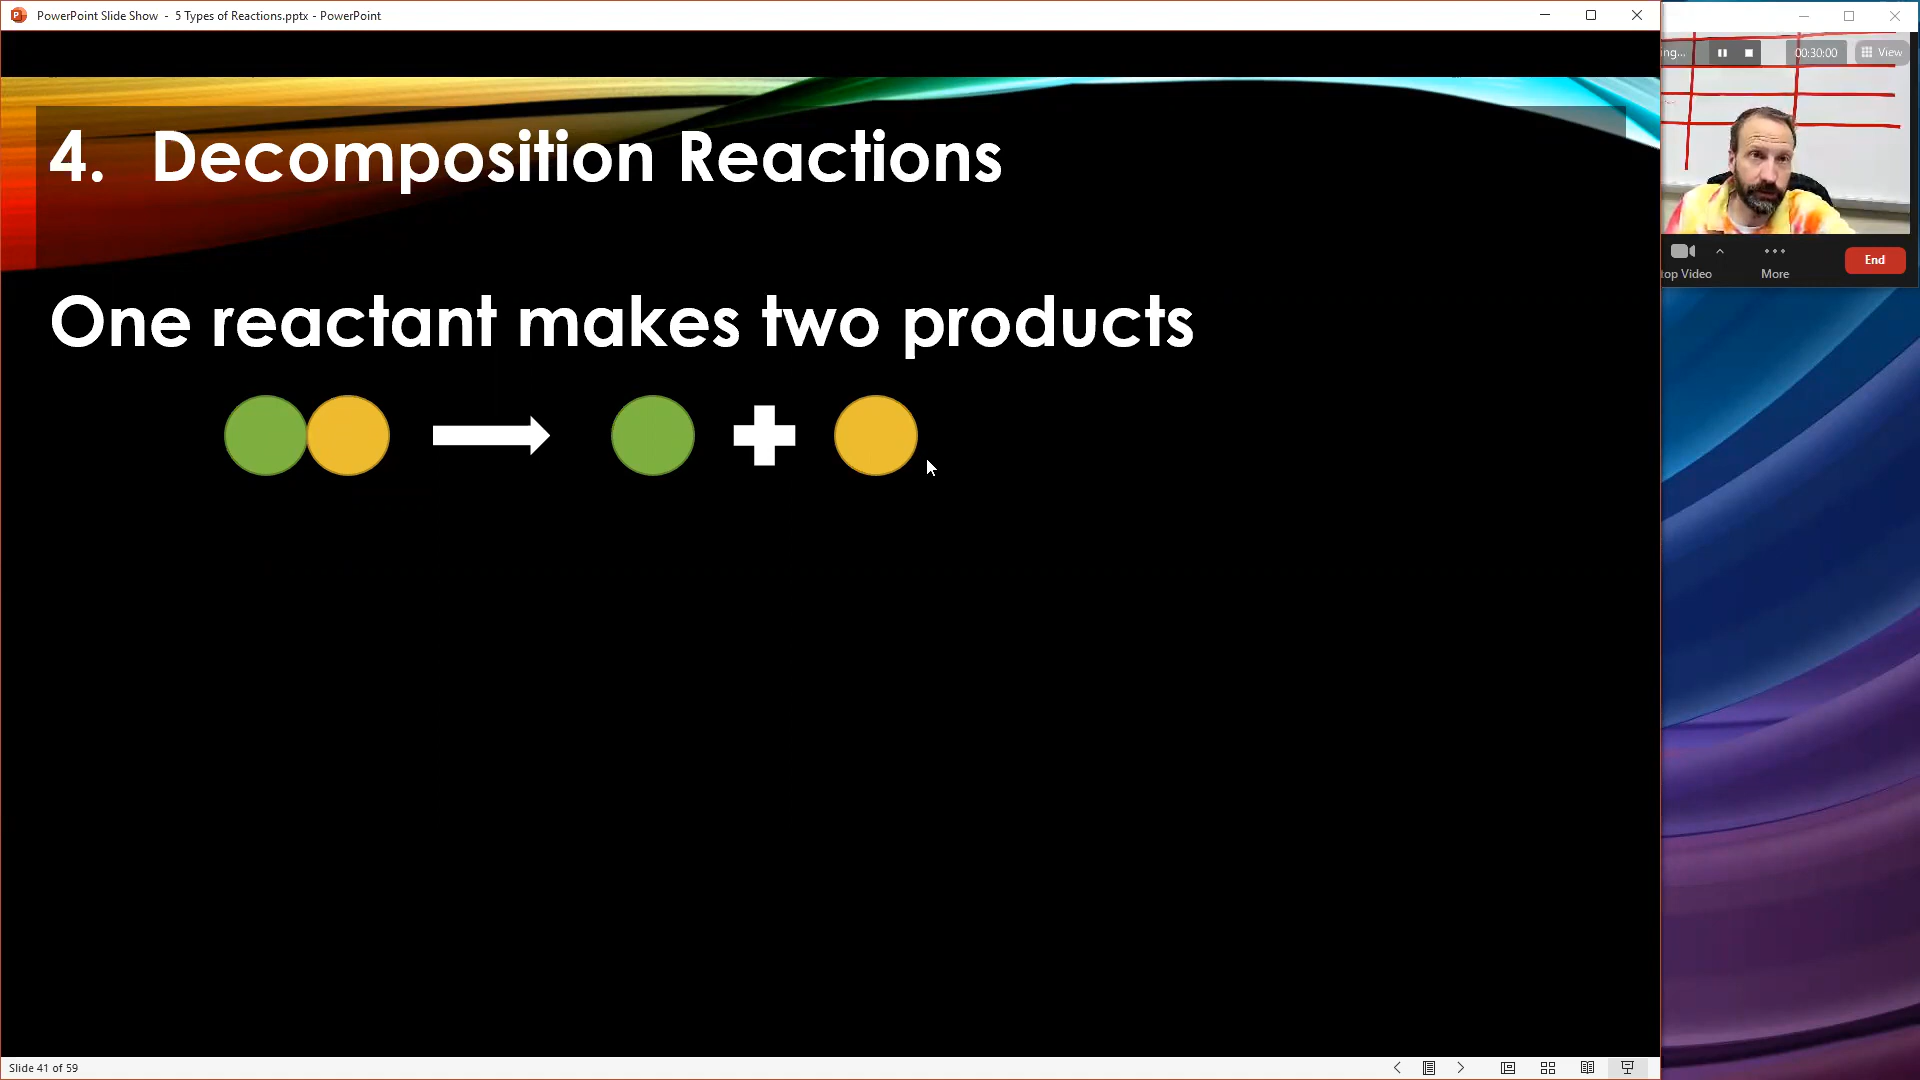 PowerPoint Slide Show - 5 Types of Reactions.pptx - PowerPoint
ing...
00:30:00
View
4. Decomposition Reactions
One reactant makes two products
top Video
More
End
Slide 41 of 59